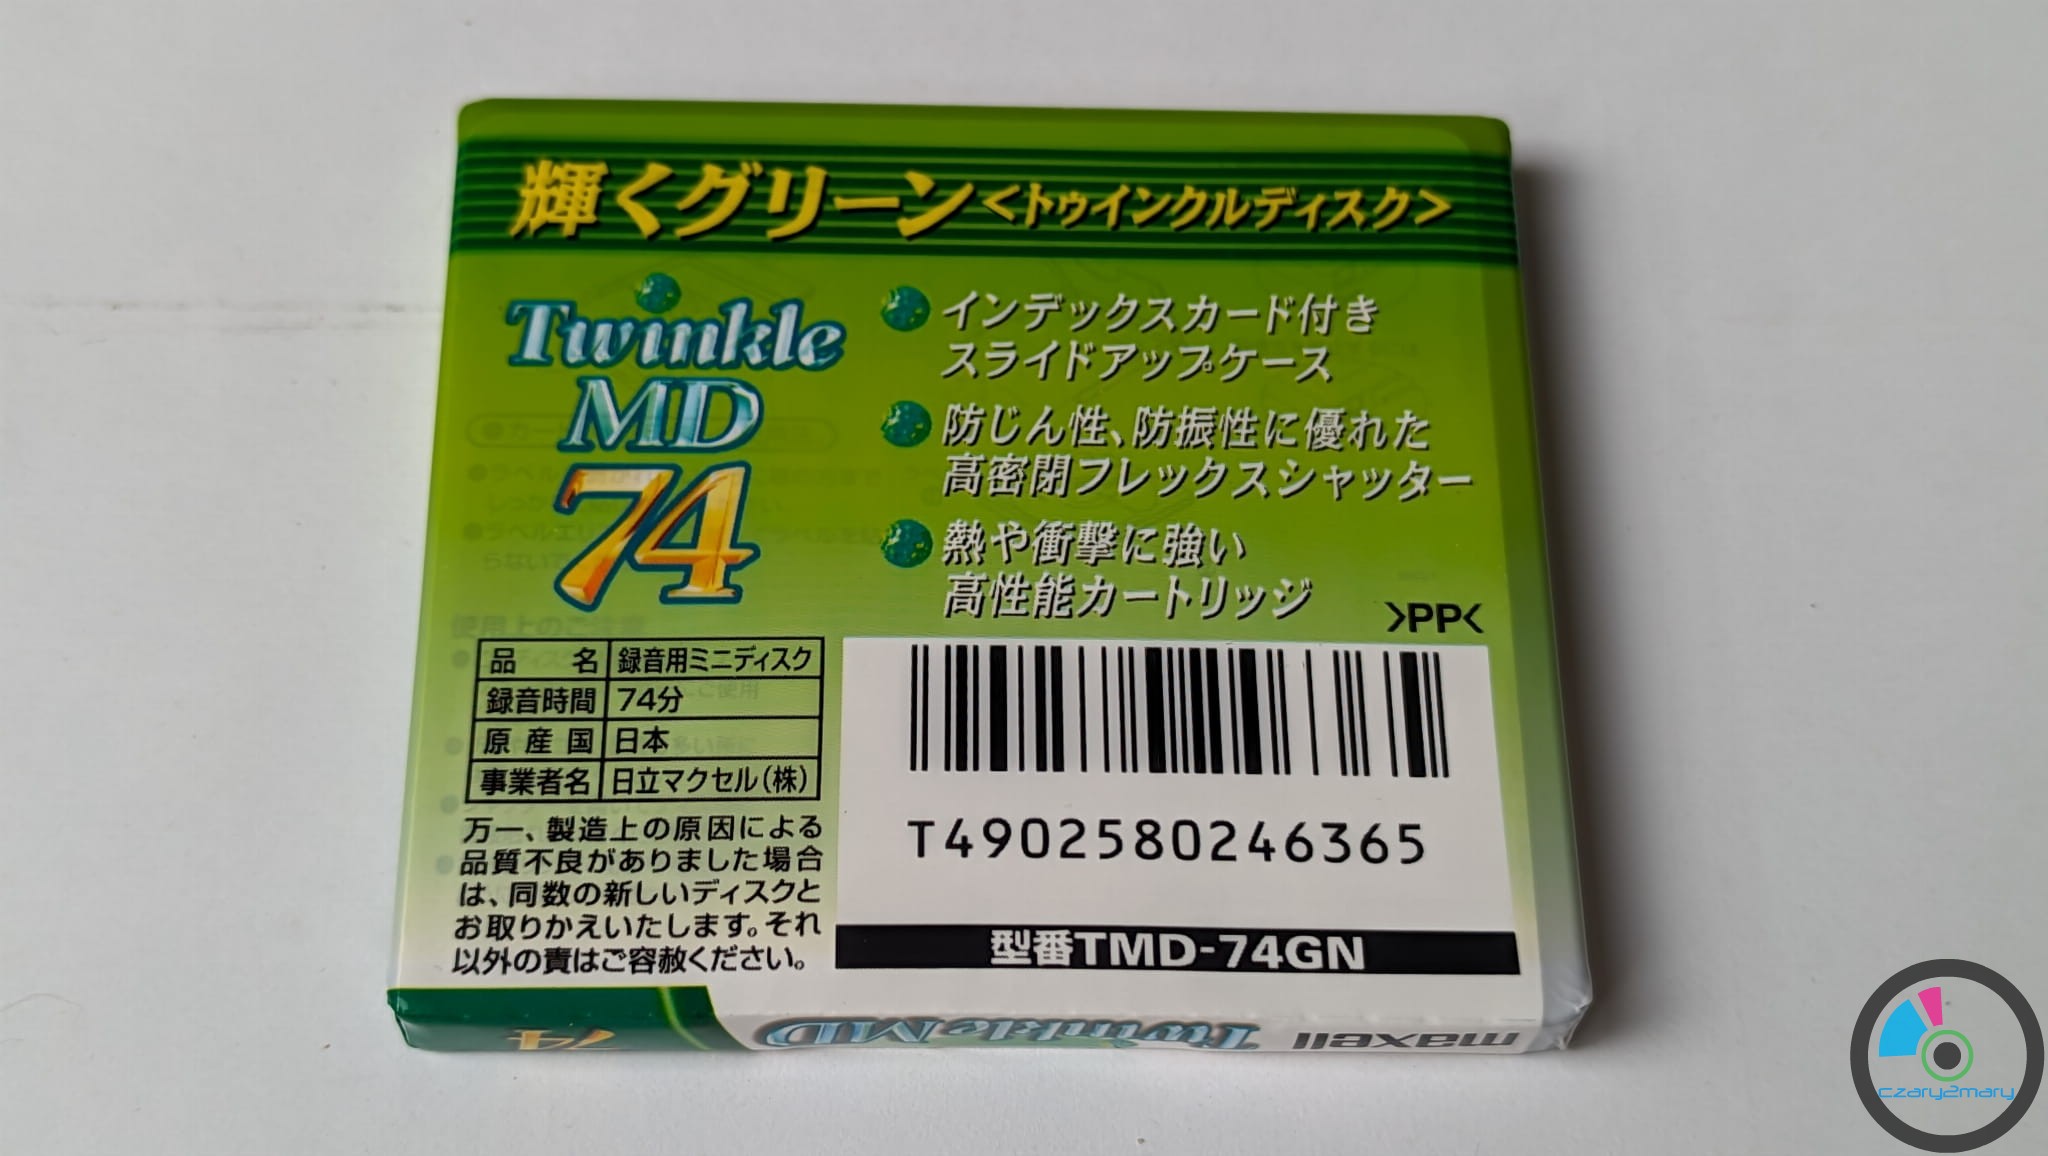 輝くグリーン<トゥインクルディスク>
Twinkle
MD
74
インデックスカード付き
スライドアップケース
防じん性、防振性に優れた
高密閉フレックスシャッター
熱や衝撃に強い
高性能カートリッジ
>PP<
品名 録音用ミニディスク
録音時間 74分
原産国 日本
事業者名 日立マクセル(株)
万一、製造上の原因による
品質不良がありました場合
は、同数の新しいディスクと
お取りかえいたします。それ
以外の責はご容赦ください。
T4902580246365
型番TMD-74GN
74
Twinkle MD
maxell
czary2mary